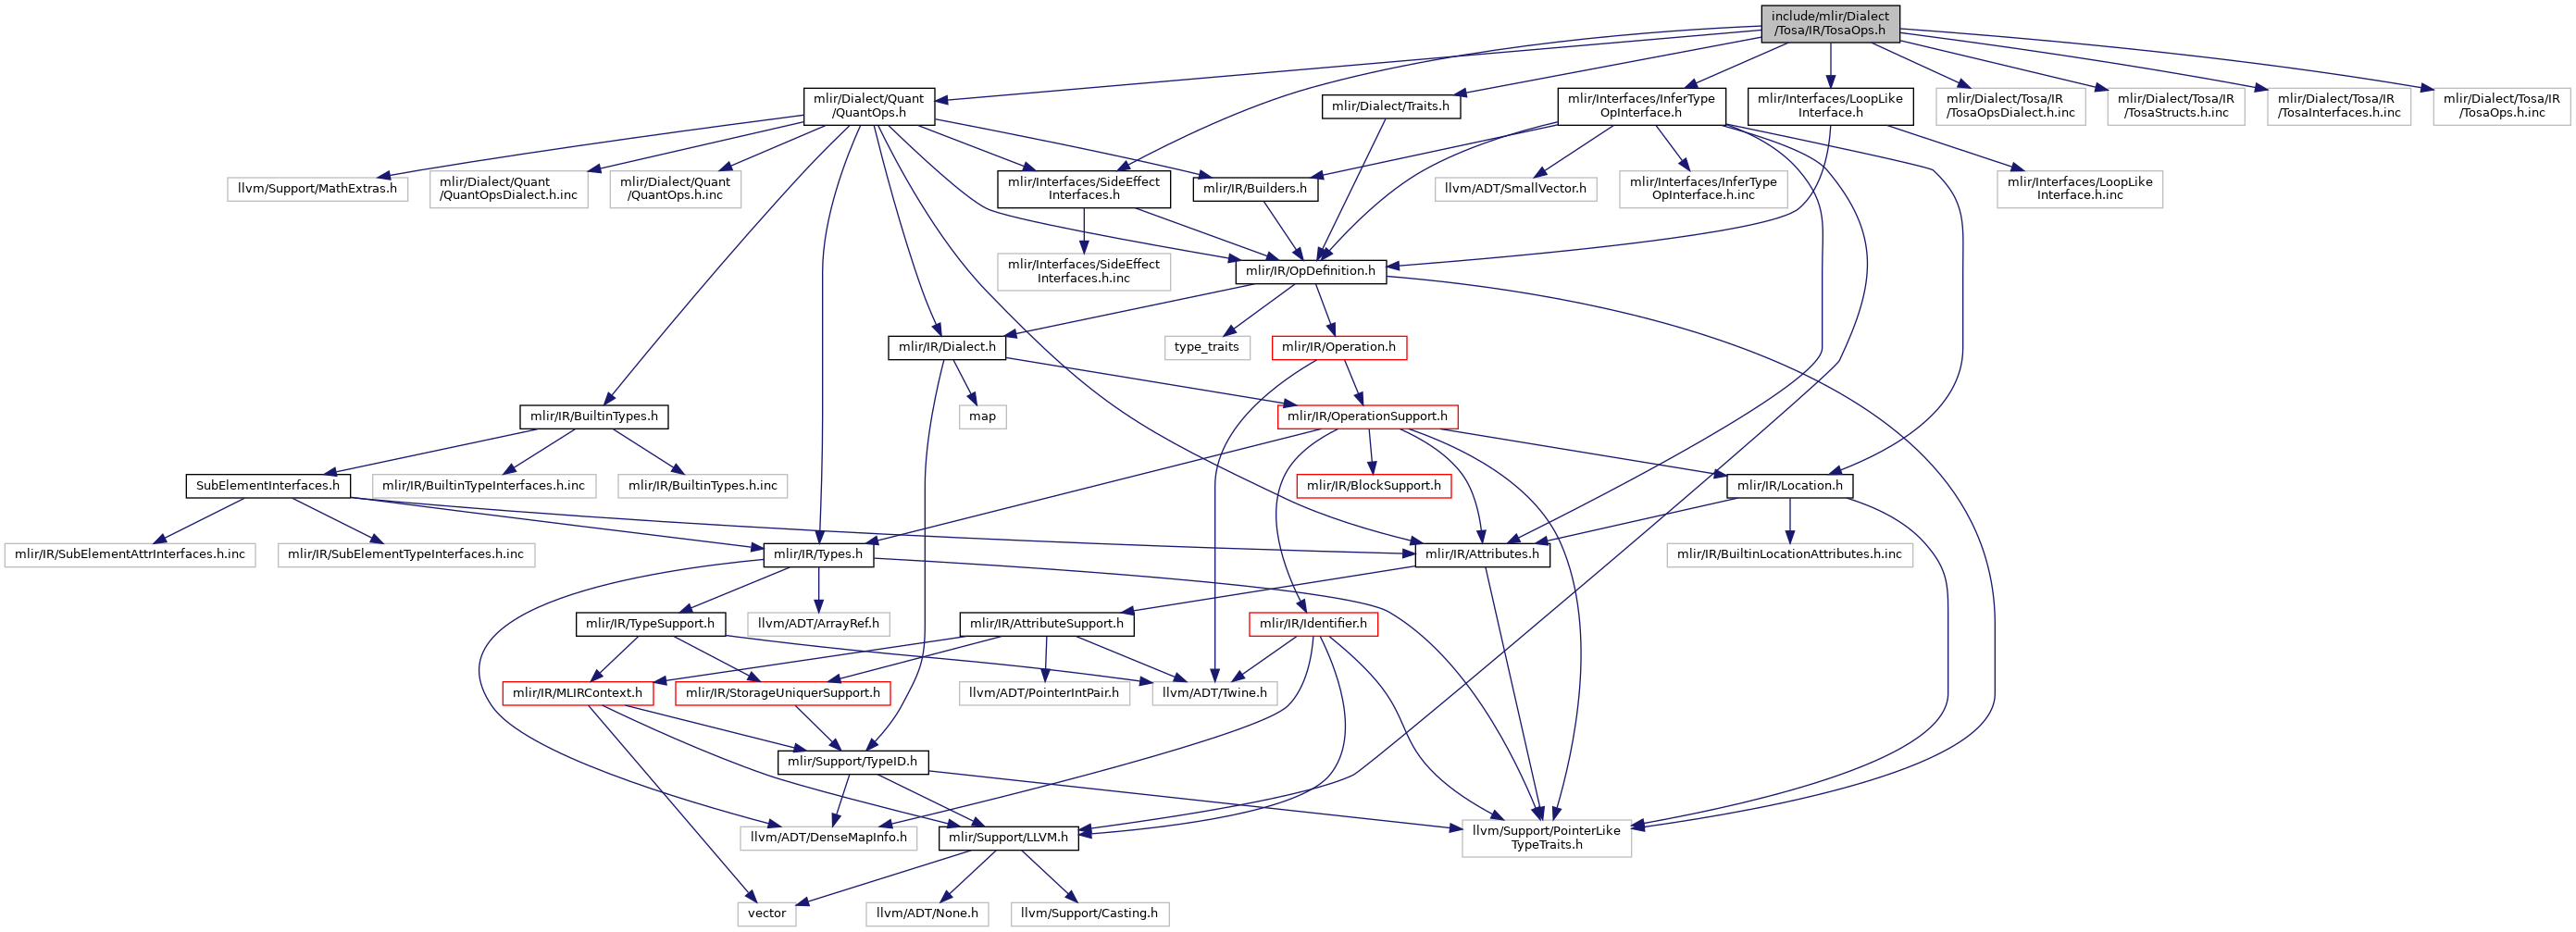 include/mlir/Dialect
/Tosa/IR/TosaOps.h
mlir/Dialect/Quant
/QuantOps.h
mlir/Dialect/Traits.h
mlir/Interfaces/InferType
OpInterface.h
mlir/Interfaces/LoopLike
Interface.h
mlir/Dialect/Tosa/IR
/TosaOpsDialect.h.inc
mlir/Dialect/Tosa/IR
/TosaStructs.h.inc
mlir/Dialect/Tosa/IR
/TosaInterfaces.h.inc
mlir/Dialect/Tosa/IR
/TosaOps.h.inc
llvm/Support/MathExtras.h
mlir/Dialect/Quant
/QuantOpsDialect.h.inc
mlir/Dialect/Quant
/QuantOps.h.inc
mlir/Interfaces/SideEffect
Interfaces.h
mlir/IR/Builders.h
llvm/ADT/SmallVector.h
mlir/Interfaces/InferType
OpInterface.h.inc
mlir/Interfaces/LoopLike
Interface.h.inc
mlir/Interfaces/SideEffect
Interfaces.h.inc
mlir/IR/OpDefinition.h
mlir/IR/Dialect.h
type_traits
mlir/IR/Operation.h
mlir/IR/BuiltinTypes.h
map
mlir/IR/OperationSupport.h
SubElementInterfaces.h
mlir/IR/BuiltinTypeInterfaces.h.inc
mlir/IR/BuiltinTypes.h.inc
mlir/IR/BlockSupport.h
mlir/IR/Location.h
mlir/IR/SubElementAttrInterfaces.h.inc
mlir/IR/SubElementTypeInterfaces.h.inc
mlir/IR/Types.h
mlir/IR/Attributes.h
mlir/IR/BuiltinLocationAttributes.h.inc
mlir/IR/TypeSupport.h
llvm/ADT/ArrayRef.h
mlir/IR/AttributeSupport.h
mlir/IR/Identifier.h
mlir/IR/MLIRContext.h
mlir/IR/StorageUniquerSupport.h
llvm/ADT/PointerIntPair.h
llvm/ADT/Twine.h
mlir/Support/TypeID.h
llvm/ADT/DenseMapInfo.h
mlir/Support/LLVM.h
llvm/Support/PointerLike
TypeTraits.h
vector
llvm/ADT/None.h
llvm/Support/Casting.h